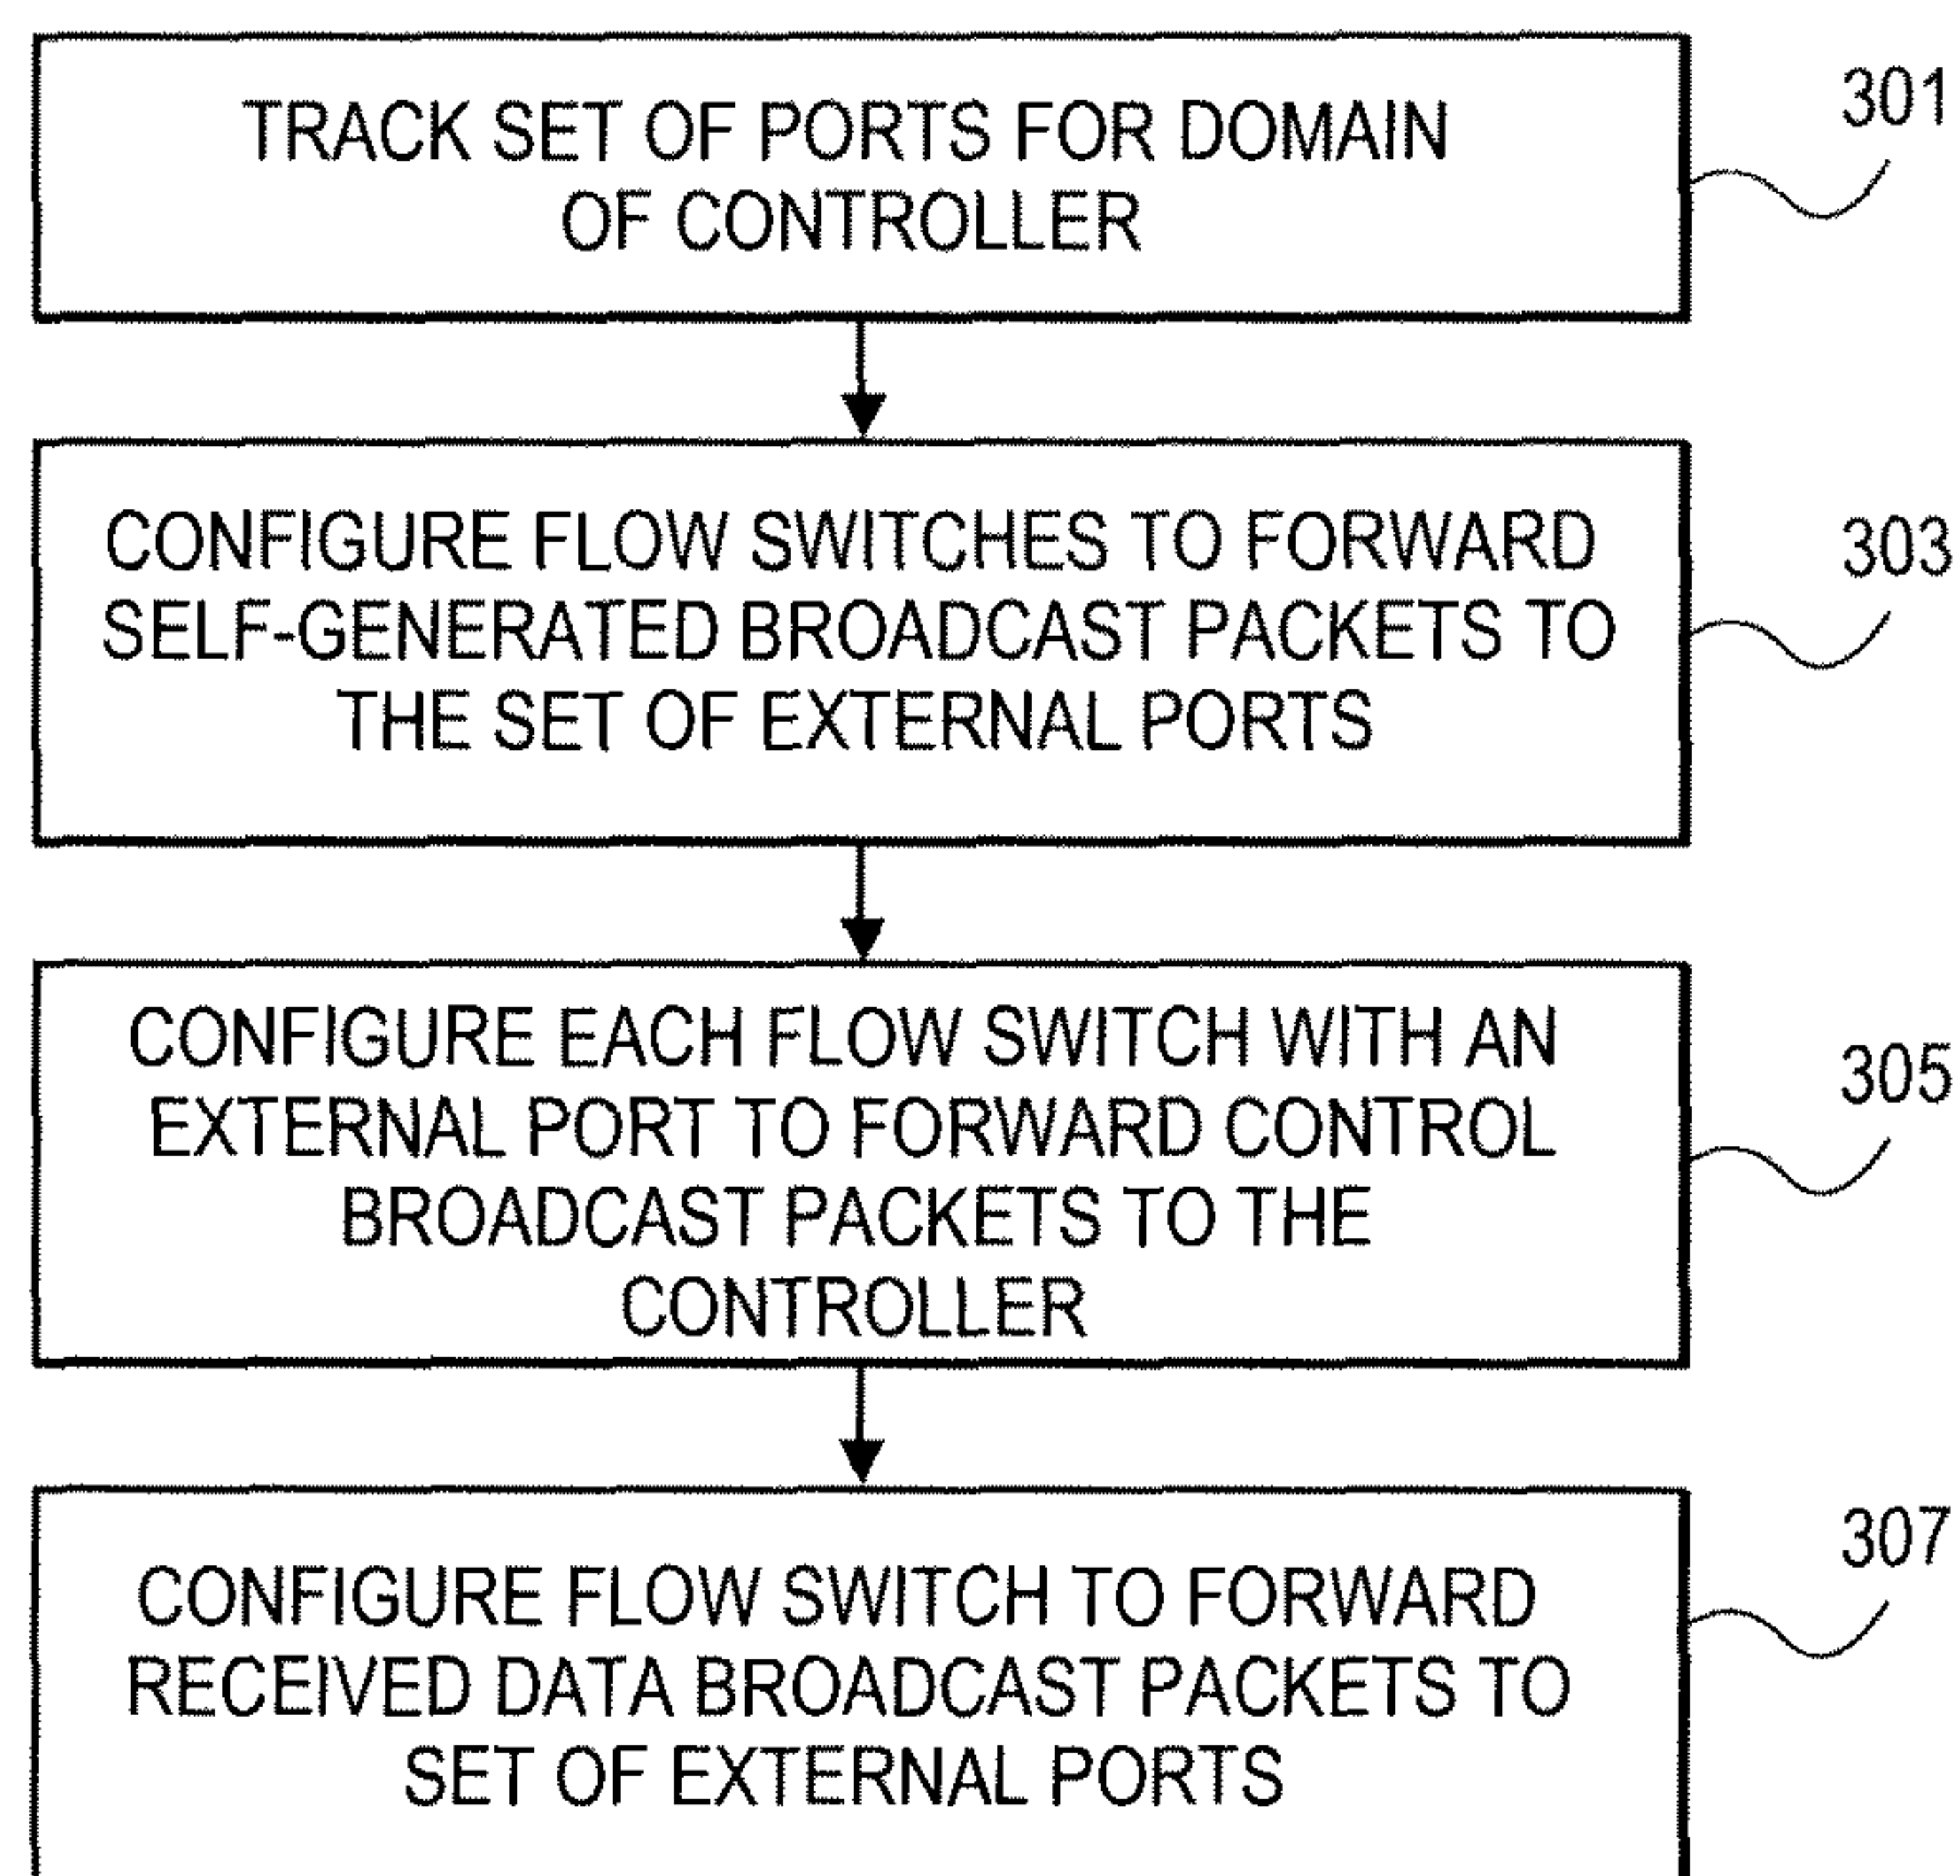 TRACK SET OF PORTS FOR DOMAIN
OF CONTROLLER
301
CONFIGURE FLOW SWITCHES TO FORWARD
SELF-GENERATED BROADCAST PACKETS TO
THE SET OF EXTERNAL PORTS
303
CONFIGURE EACH FLOW SWITCH WITH AN
EXTERNAL PORT TO FORWARD CONTROL
BROADCAST PACKETS TO THE
CONTROLLER
305
CONFIGURE FLOW SWITCH TO FORWARD
RECEIVED DATA BROADCAST PACKETS TO
SET OF EXTERNAL PORTS
307